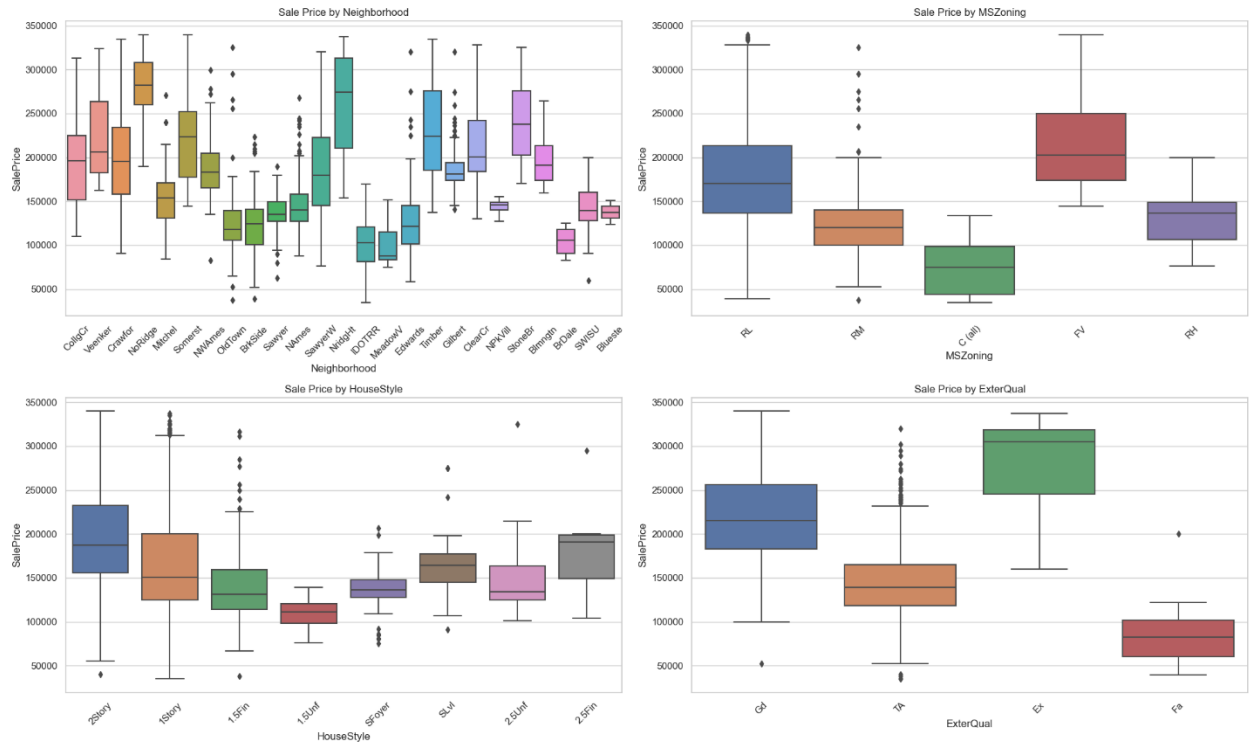 Sale Price by Neighborhood
350000
300000
250000
200000
150000
100000
50000
SalePrice
CollgCr
Veenker
Crawfor
NoRidge
Mitchel
Somerst
NWAmes
OldTown
BrkSide
Sawyer
NAmes
SawyerW
NridgHt
IDOTRR
MeadowV
Edwards
Timber
Gilbert
ClearCr
NPkVill
StoneBr
Blmngtn
BrDale
SWISU
Blueste
Neighborhood
Sale Price by MSZoning
350000
300000
250000
200000
150000
100000
50000
SalePrice
RL
RM
C (all)
FV
RH
MSZoning
Sale Price by HouseStyle
350000
300000
250000
200000
150000
100000
50000
SalePrice
2Story
1Story
1.5Fin
1.5Unf
SFoyer
SLvl
2.5Unf
2.5Fin
HouseStyle
Sale Price by ExterQual
350000
300000
250000
200000
150000
100000
50000
SalePrice
Gd
TA
Ex
Fa
ExterQual